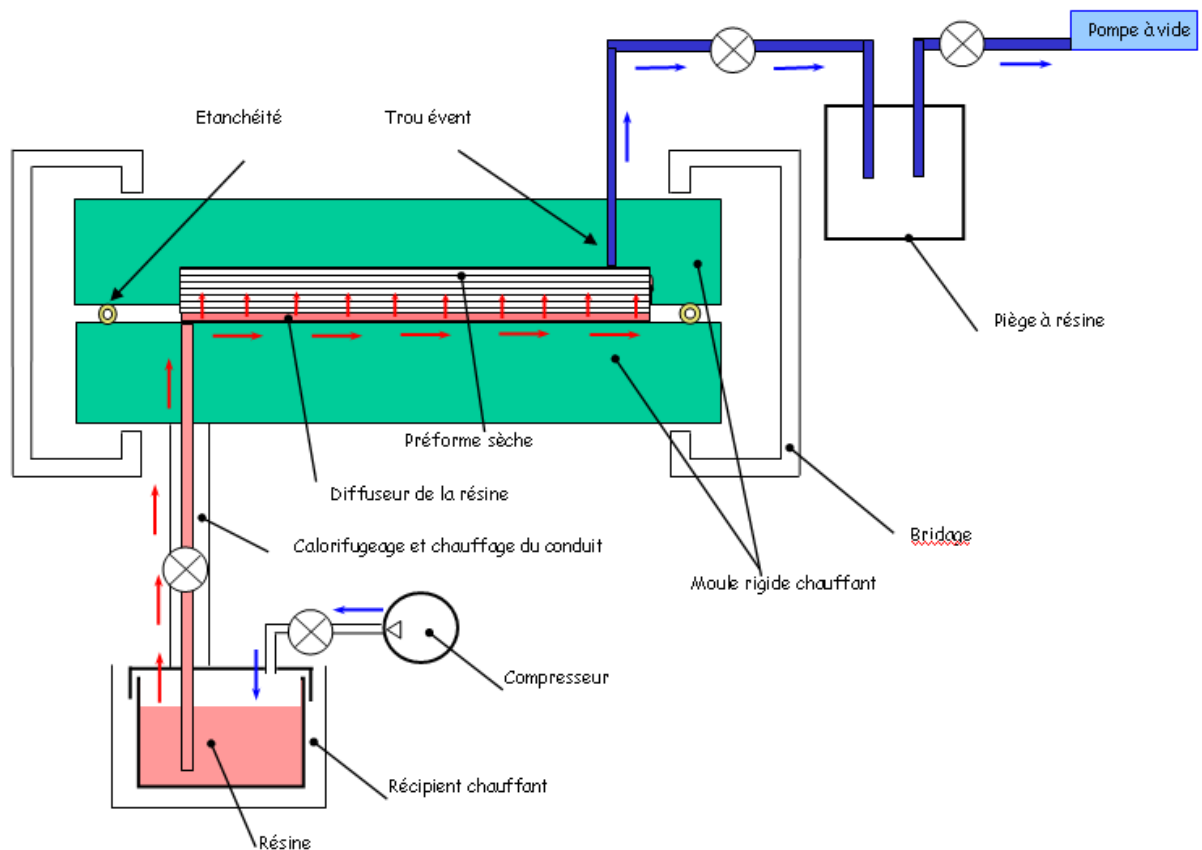 Pompe à vide
Etanchéité
Trou évent
Piège à résine
Préforme sèche
Diffuseur de la résine
Bridage
Calorifugeage et chauffage du conduit
Moule rigide chauffant
Compresseur
Récipient chauffant
Résine